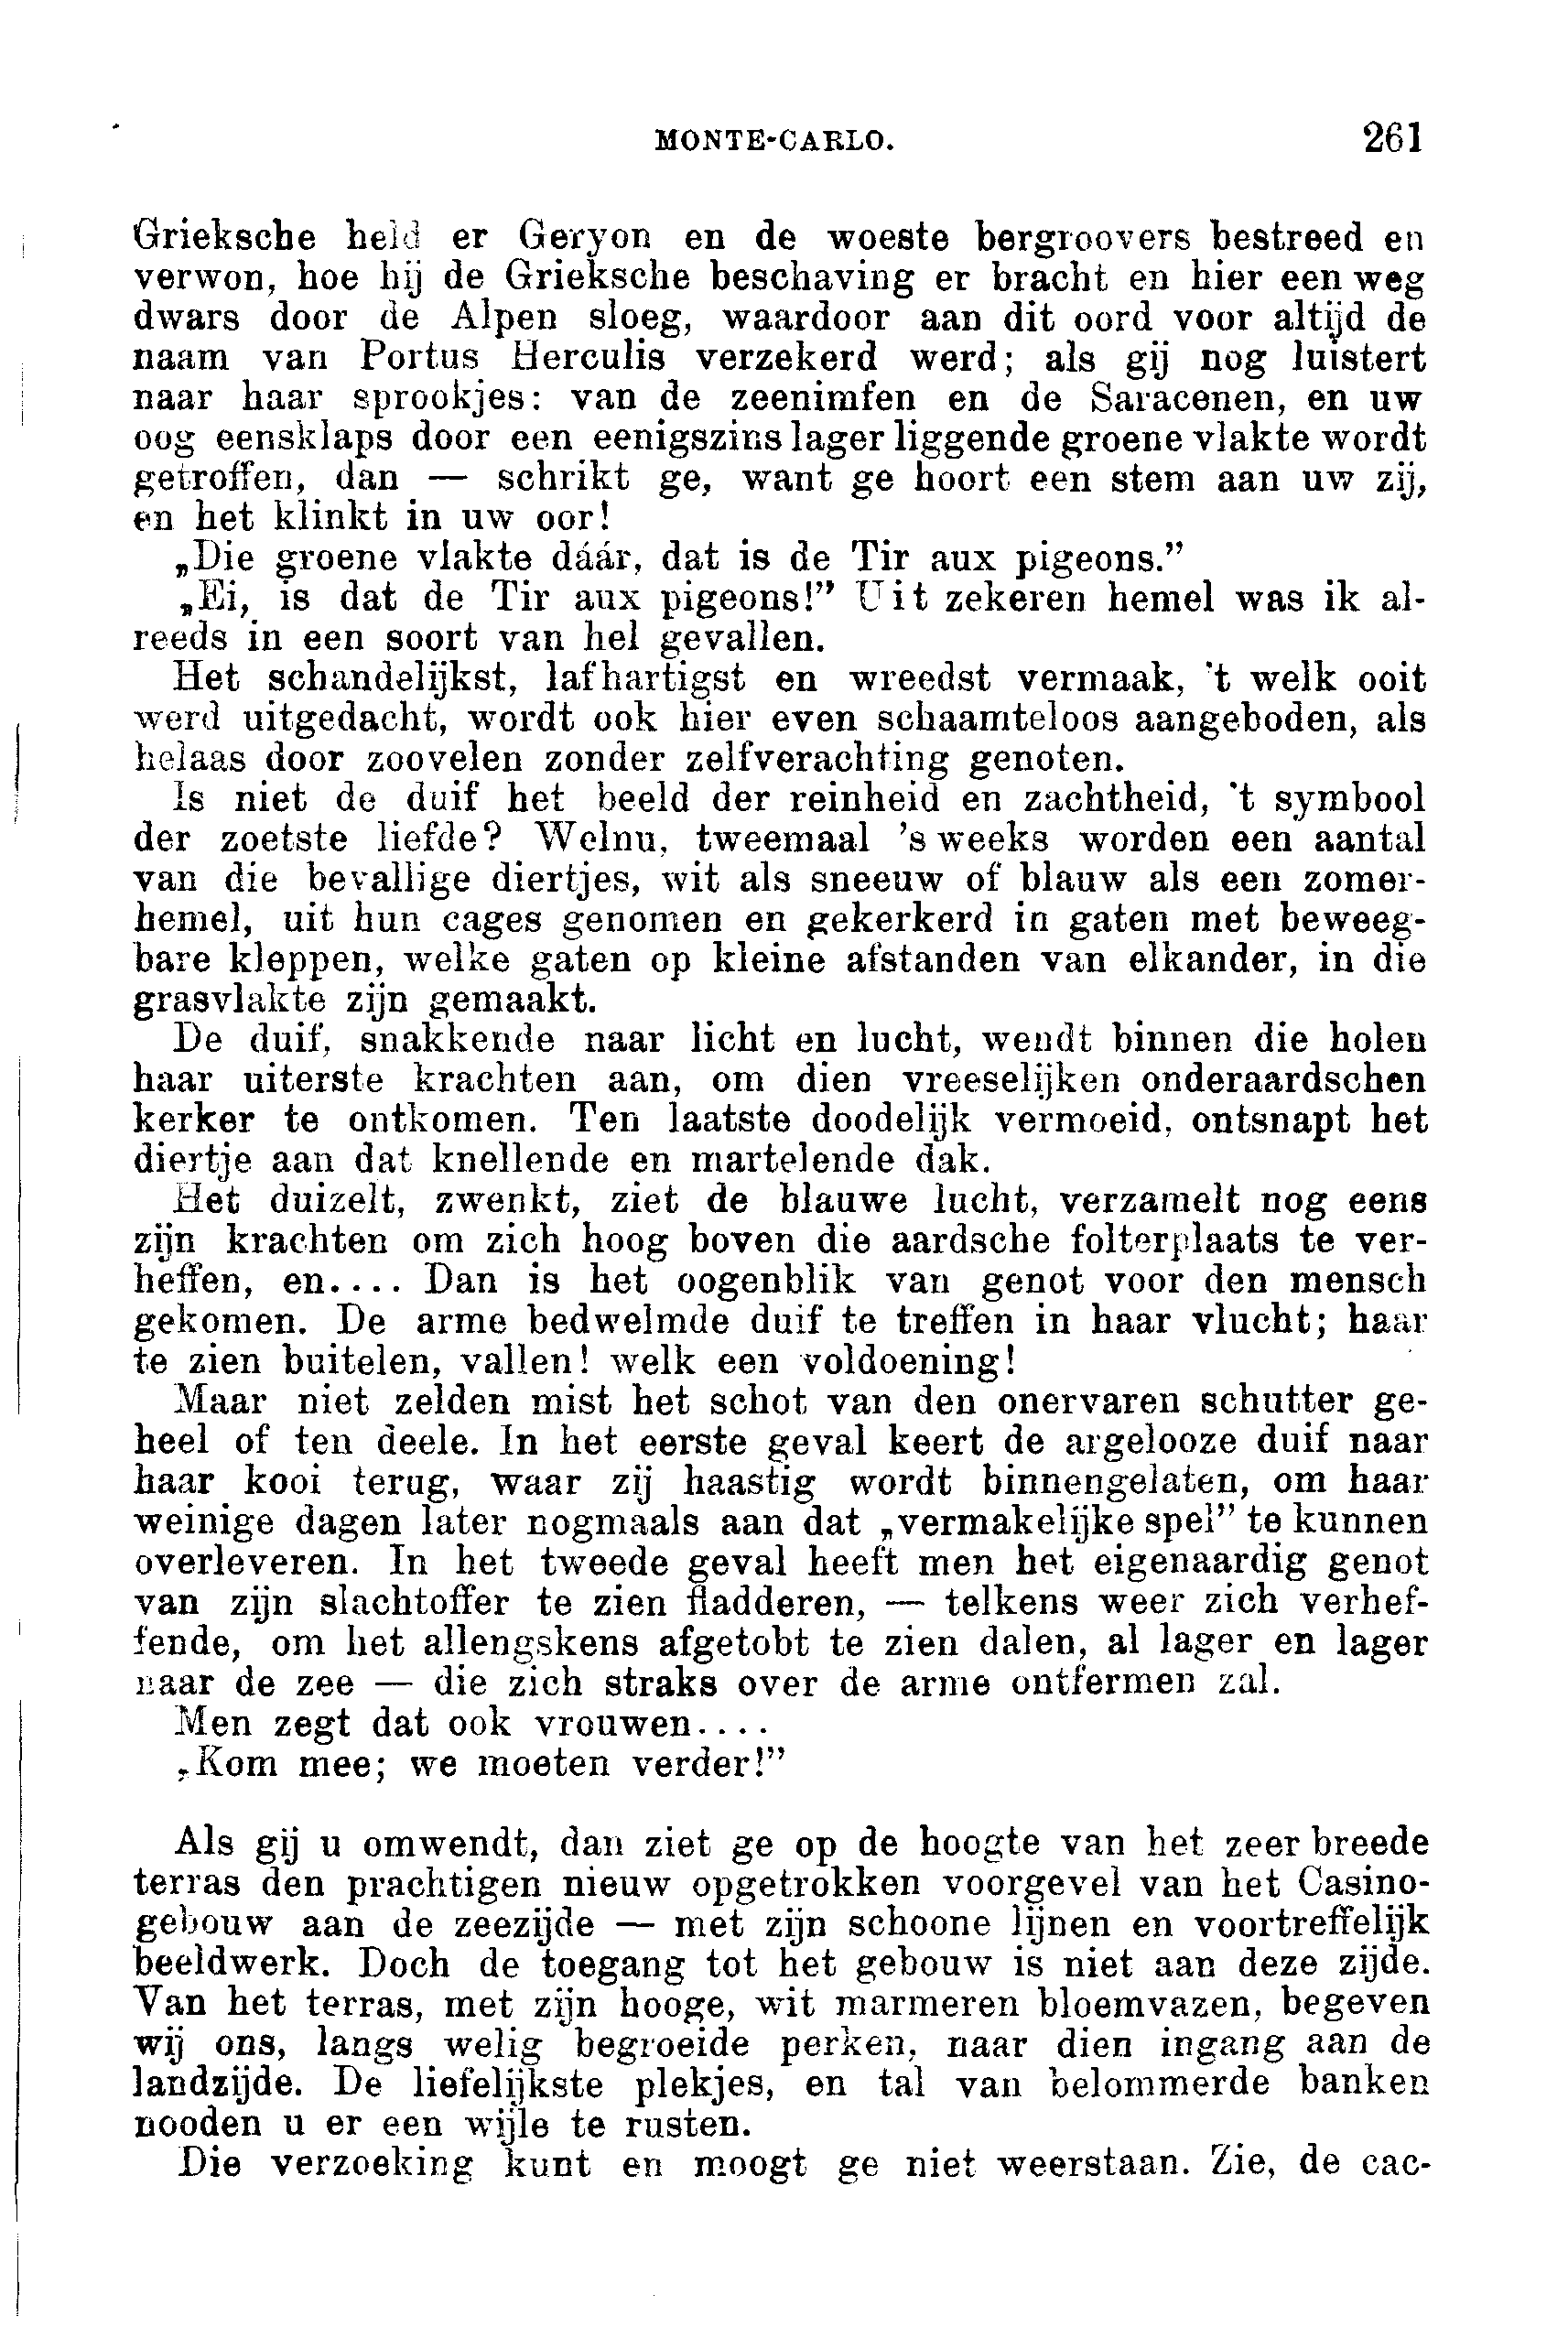 MONTE-CARLO. 261
Grieksche held er Geryon en de woeste bergroovers bestreed en
verwon, hoe hij de Grieksche beschaving er bracht en hier een weg
dwars door de Alpen sloeg, waardoor aan dit oord voor altijd de
naam van Portus Herculis verzekerd werd; als gij nog luistert
naar haar sprookjes: van de zeenimfen en de Saracenen, en uw
oog eensklaps door een eenigszins lager liggende groene vlakte wordt
getroffen, dan — schrikt ge, want ge hoort een stem aan uw zij,
en het klinkt in uw oor!
„Die groene vlakte dáár, dat is de Tir aux pigeons.”
„Ei, is dat de Tir aux pigeons!” Uit zekeren hemel was ik al-
reeds in een soort van hel gevallen.
Het schandelijkst, lafhartigst en wreedst vermaak, 't welk ooit
werd uitgedacht, wordt ook hier even schaamteloos aangeboden, als
helaas door zoovelen zonder zelfverachting genoten.
Is niet de duif het beeld der reinheid en zachtheid, 't symbool
der zoetste liefde? Welnu, tweemaal 's weeks worden een aantal
van die bevallige diertjes, wit als sneeuw of blauw als een zomer-
hemel, uit hun cages genomen en gekerkerd in gaten met beweeg-
bare kleppen, welke gaten op kleine afstanden van elkander, in die
grasvlakte zijn gemaakt.
De duif, snakkende naar licht en lucht, wendt binnen die holen
haar uiterste krachten aan, om dien vreeselijken onderaardschen
kerker te ontkomen. Ten laatste doodelijk vermoeid, ontsnapt het
diertje aan dat knellende en martelende dak.
Het duizelt, zwenkt, ziet de blauwe lucht, verzamelt nog eens
zijn krachten om zich hoog boven die aardsche folterplaats te ver-
heffen, en.... Dan is het oogenblik van genot voor den mensch
gekomen. De arme bedwelmde duif te treffen in haar vlucht; haar
te zien buitelen, vallen! welk een voldoening!
Maar niet zelden mist het schot van den onervaren schutter ge-
heel of ten deele. In het eerste geval keert de argelooze duif naar
haar kooi terug, waar zij haastig wordt binnengelaten, om haar
weinige dagen later nogmaals aan dat „vermakelijke spel” te kunnen
overleveren. In het tweede geval heeft men het eigenaardig genot
van zijn slachtoffer te zien fladderen, — telkens weer zich verhef-
fende, om het allengskens afgetobt te zien dalen, al lager en lager
naar de zee — die zich straks over de arme ontfermen zal.
Men zegt dat ook vrouwen....
„Kom mee; we moeten verder!”
Als gij u omwendt, dan ziet ge op de hoogte van het zeer breede
terras den prachtigen nieuw opgetrokken voorgevel van het Casino-
gebouw aan de zeezijde — met zijn schoone lijnen en voortreffelijk
beeldwerk. Doch de toegang tot het gebouw is niet aan deze zijde.
Van het terras, met zijn hooge, wit marmeren bloemvazen, begeven
wij ons, langs welig begroeide perken, naar dien ingang aan de
landzijde. De liefelijkste plekjes, en tal van belommerde banken
nooden u er een wijle te rusten.
Die verzoeking kunt en moogt ge niet weerstaan. Zie, de cac-